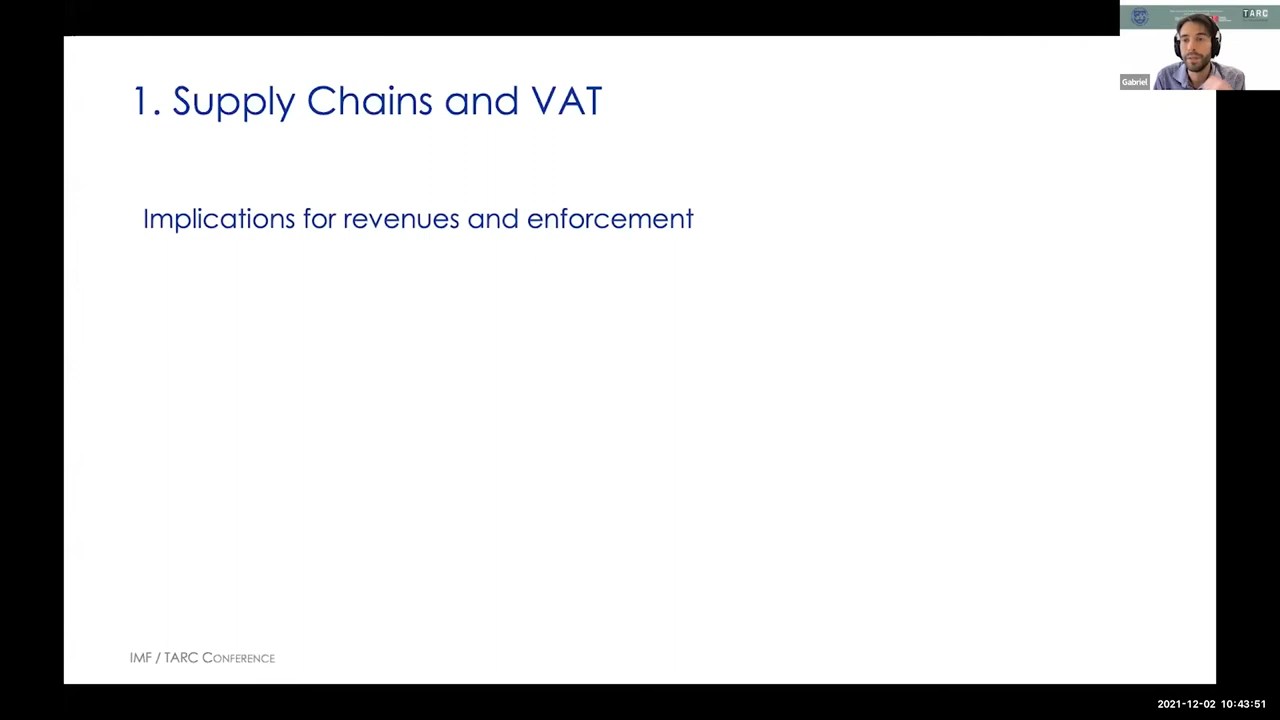 1. Supply Chains and VAT
Implications for revenues and enforcement
IMF / TARC CONFERENCE
TARC
Gabriel
2021-12-02 10:43:51